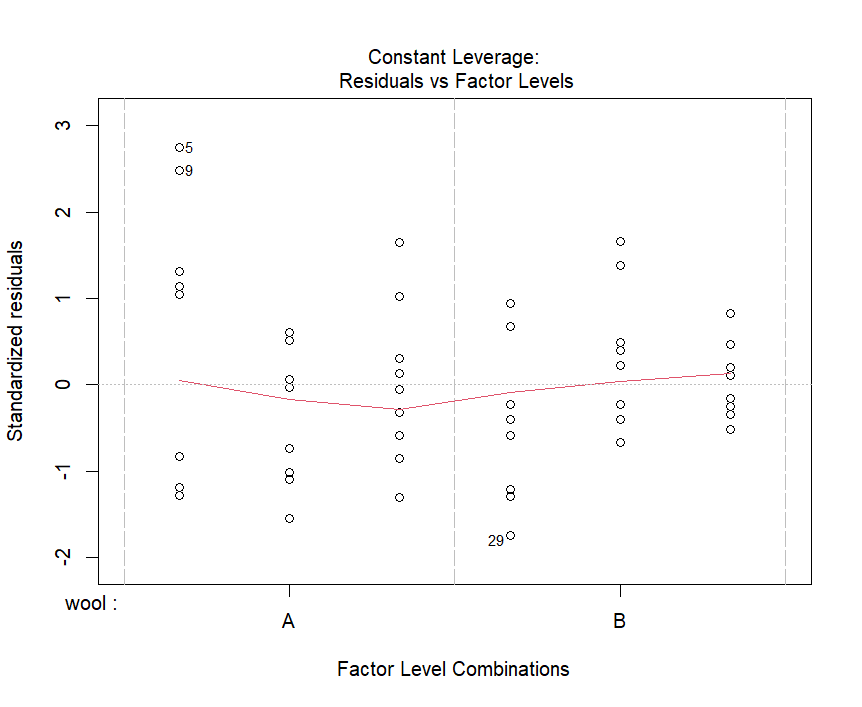 Constant Leverage:
Residuals vs Factor Levels
Standardized residuals
3
2
1
0
-1
-2
5
9
29
wool :
A
B
Factor Level Combinations